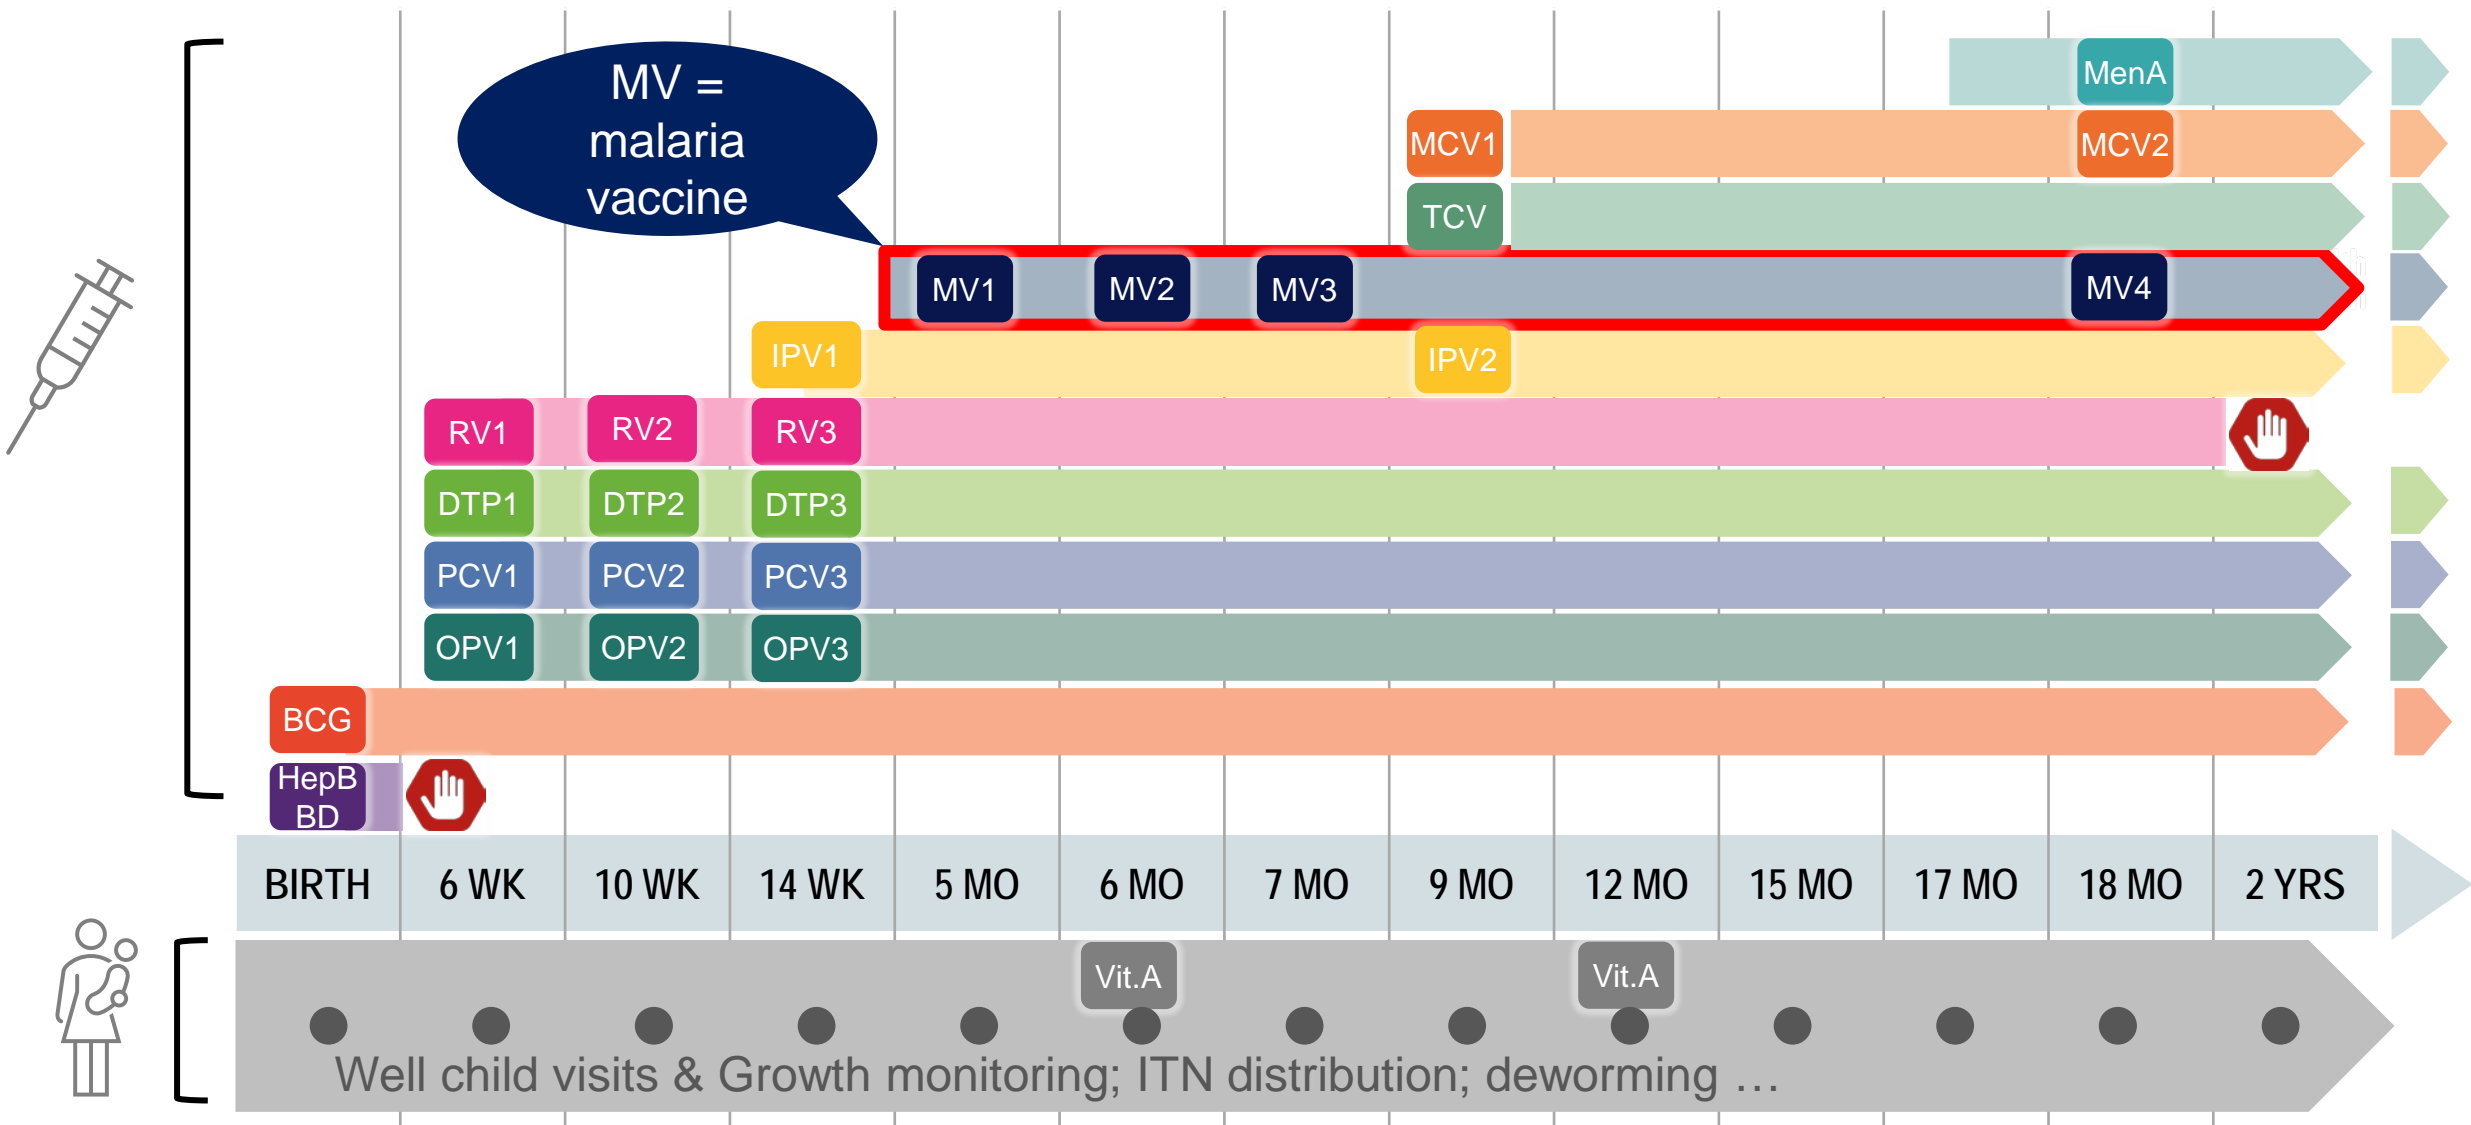 MV =
malaria
vaccine
MenA
MCV1
MCV2
TCV
MV1
MV2
MV3
MV4
IPV1
IPV2
RV1
RV2
RV3
DTP1
DTP2
DTP3
PCV1
PCV2
PCV3
OPV1
OPV2
OPV3
BCG
HepB
BD
BIRTH
6 WK
10 WK
14 WK
5 MO
6 MO
7 MO
9 MO
12 MO
15 MO
17 MO
18 MO
2 YRS
Vit.A
Vit.A
Well child visits & Growth monitoring; ITN distribution; deworming …